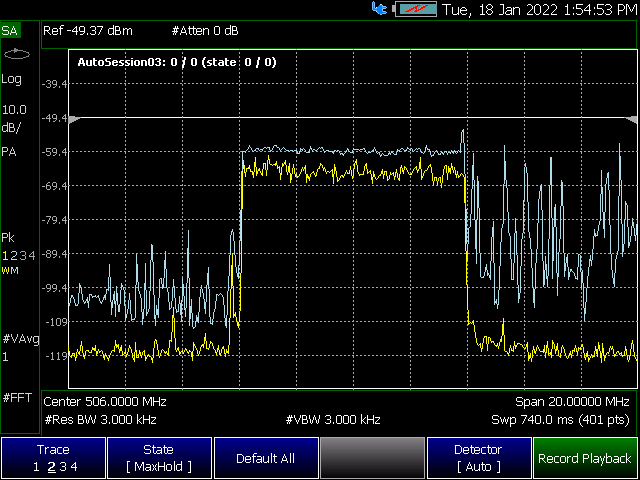 Tue, 18 Jan 2022 1:54:53 PM
SA
Ref -49.37 dBm #Atten 0 dB
AutoSession03: 0 / 0 (state 0 / 0)
Log
10.0
dB/
PA
Pk
1 2 3 4
WM
#VAvg
1
#FFT
-39.4
-49.4
-59.4
-69.4
-79.4
-89.4
-99.4
-109
-119
Center 506.0000 MHz Span 20.00000 MHz
#Res BW 3.000 kHz #VBW 3.000 kHz Swp 740.0 ms (401 pts)
Trace
1 2 3 4
State
[ MaxHold ]
Default All
Detector
[ Auto ]
Record Playback